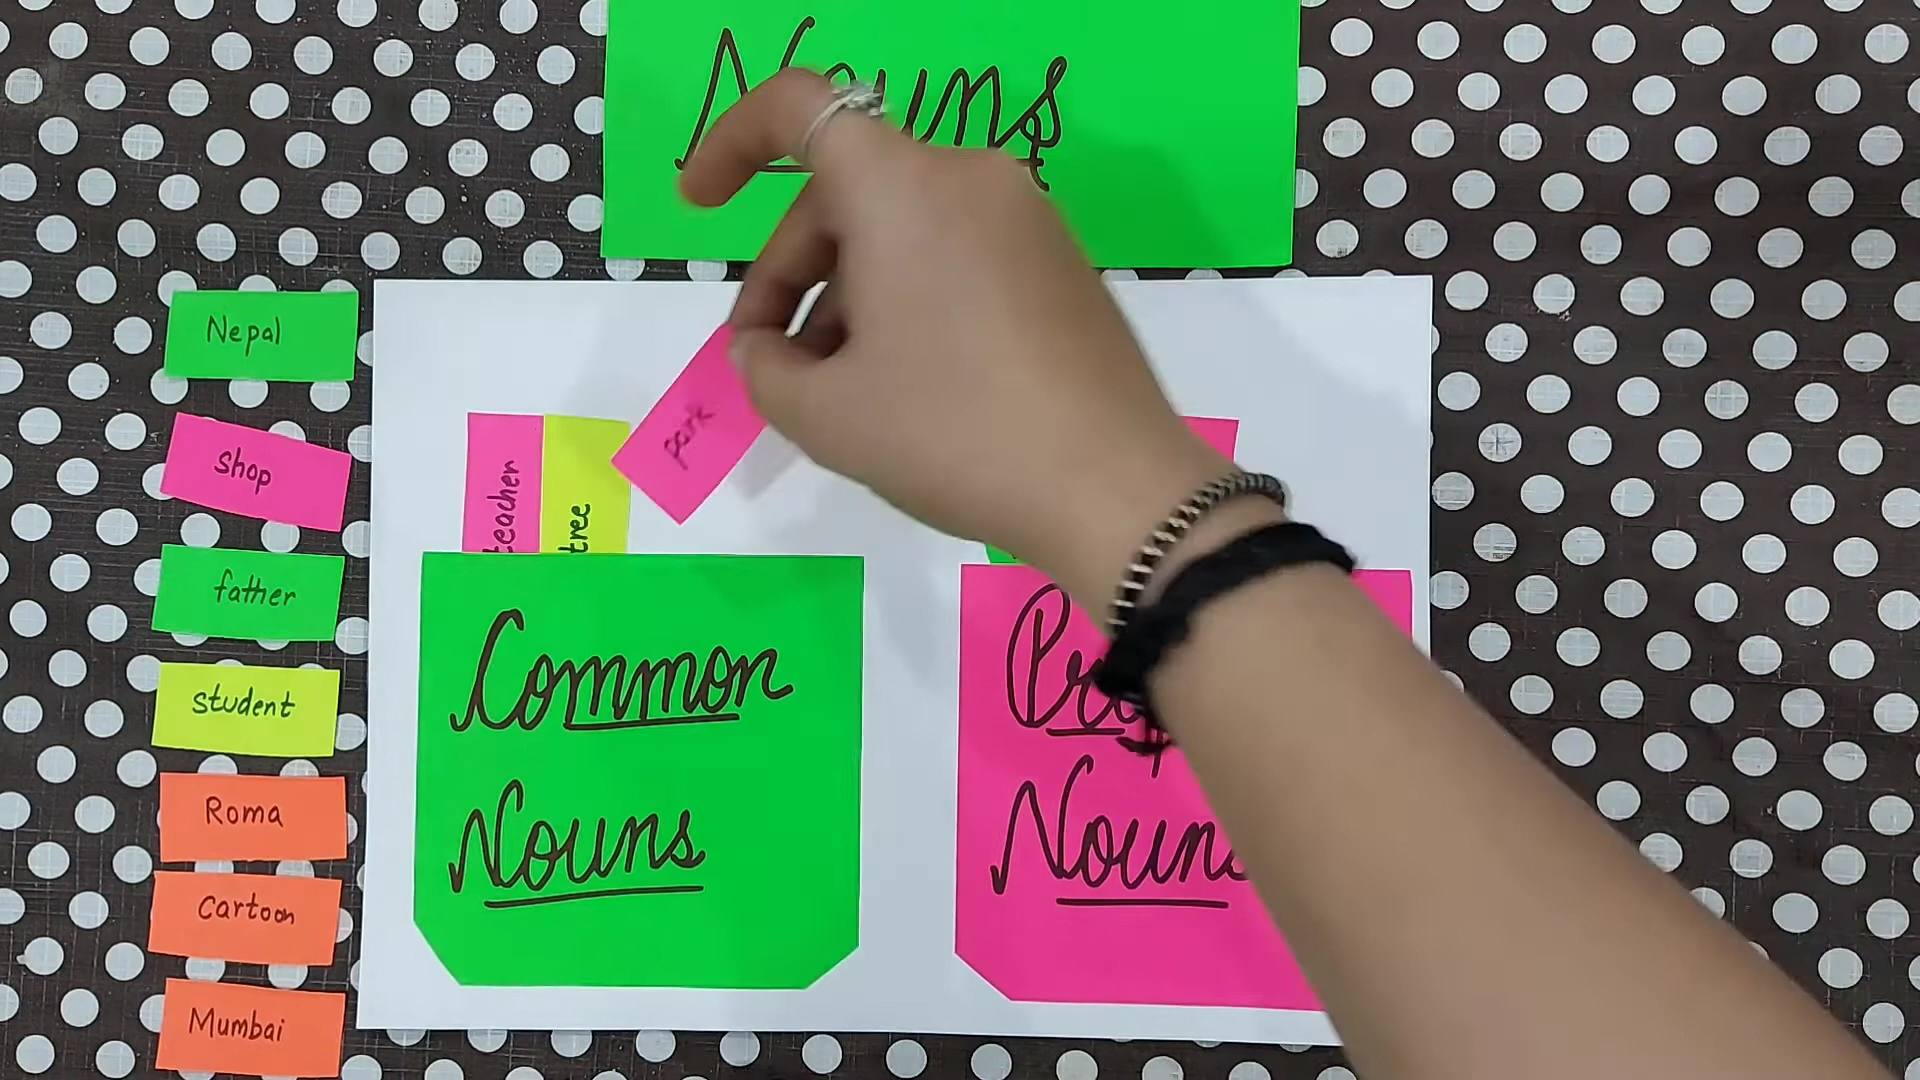 Nouns
Nepal
shop
father
student
Roma
Cartoon
Mumbai
teacher
tree
park
Common
Nouns
Nouns